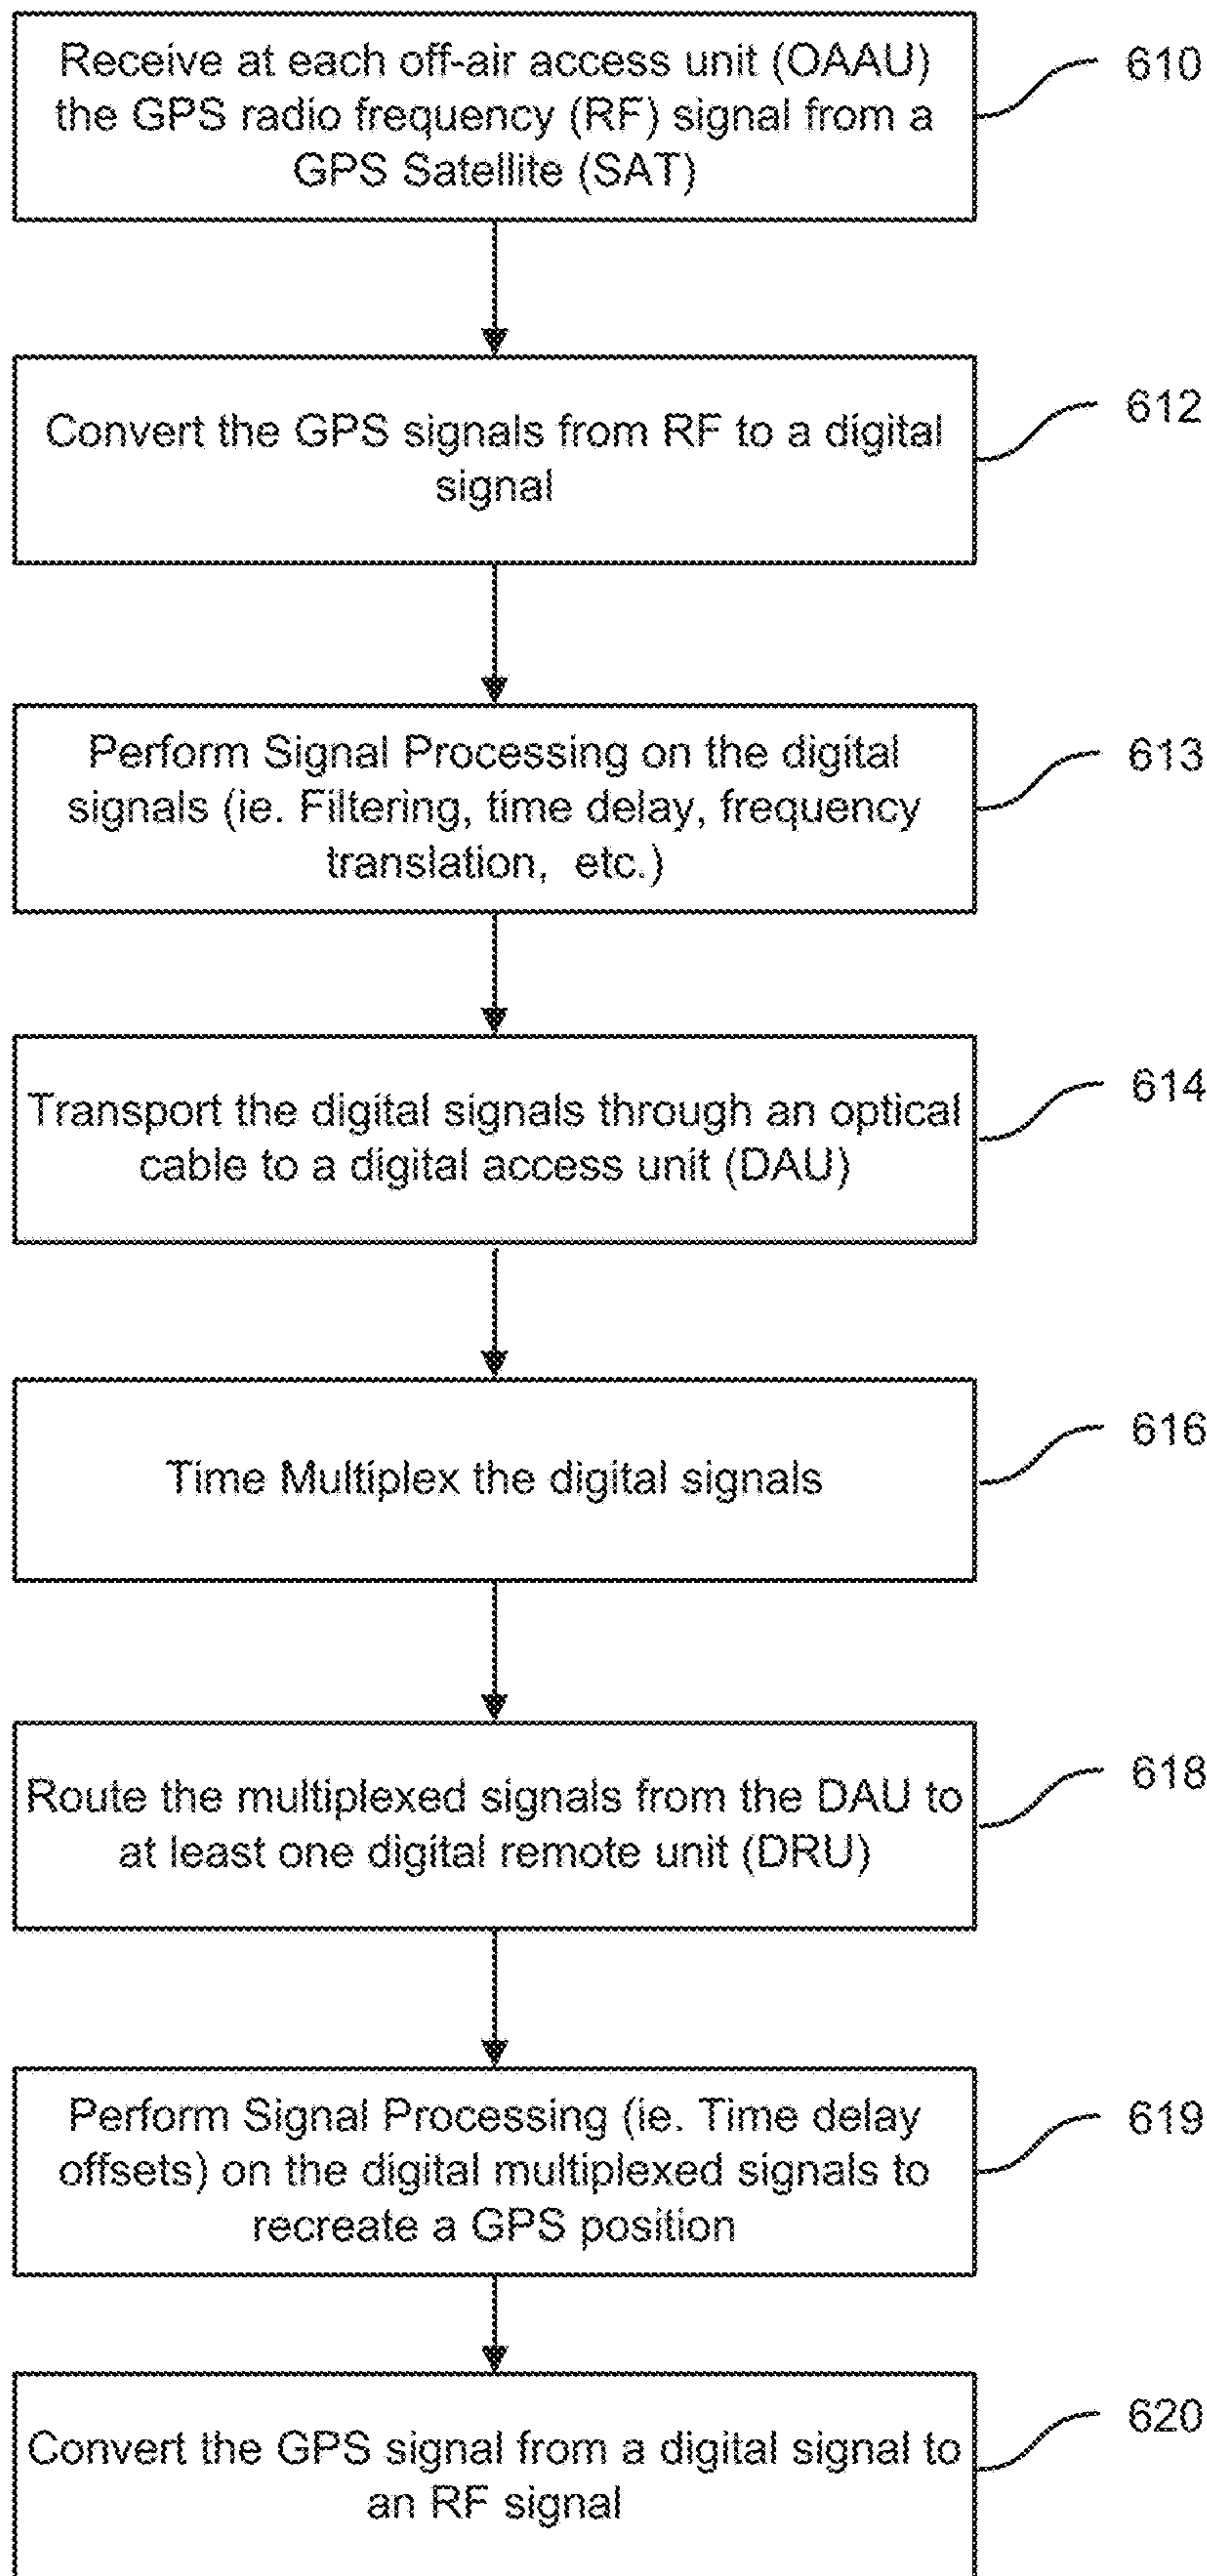 Receive at each off-air access unit (OAAU)
the GPS radio frequency (RF) signal from a
GPS Satellite (SAT)
610
Convert the GPS signals from RF to a digital
signal
612
Perform Signal Processing on the digital
signals (ie. Filtering, time delay, frequency
translation, etc.)
613
Transport the digital signals through an optical
cable to a digital access unit (DAU)
614
Time Multiplex the digital signals
616
Route the multiplexed signals from the DAU to
at least one digital remote unit (DRU)
618
Perform Signal Processing (ie. Time delay
offsets) on the digital multiplexed signals to
recreate a GPS position
619
Convert the GPS signal from a digital signal to
an RF signal
620